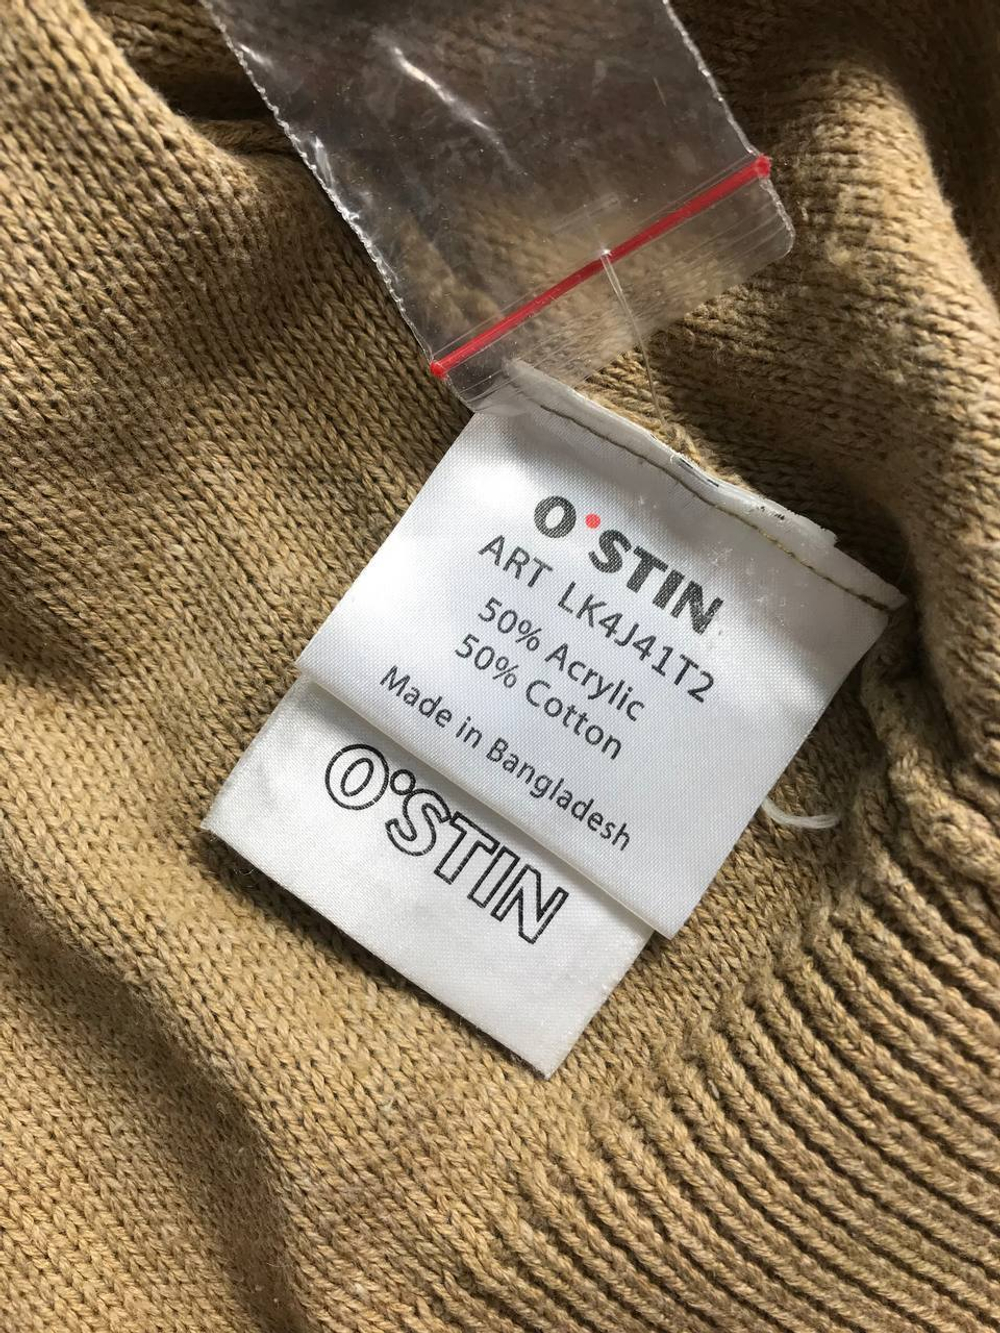 O'STIN
ART LK4J41T2
50% Acrylic
50% Cotton
Made in Bangladesh
O'STIN